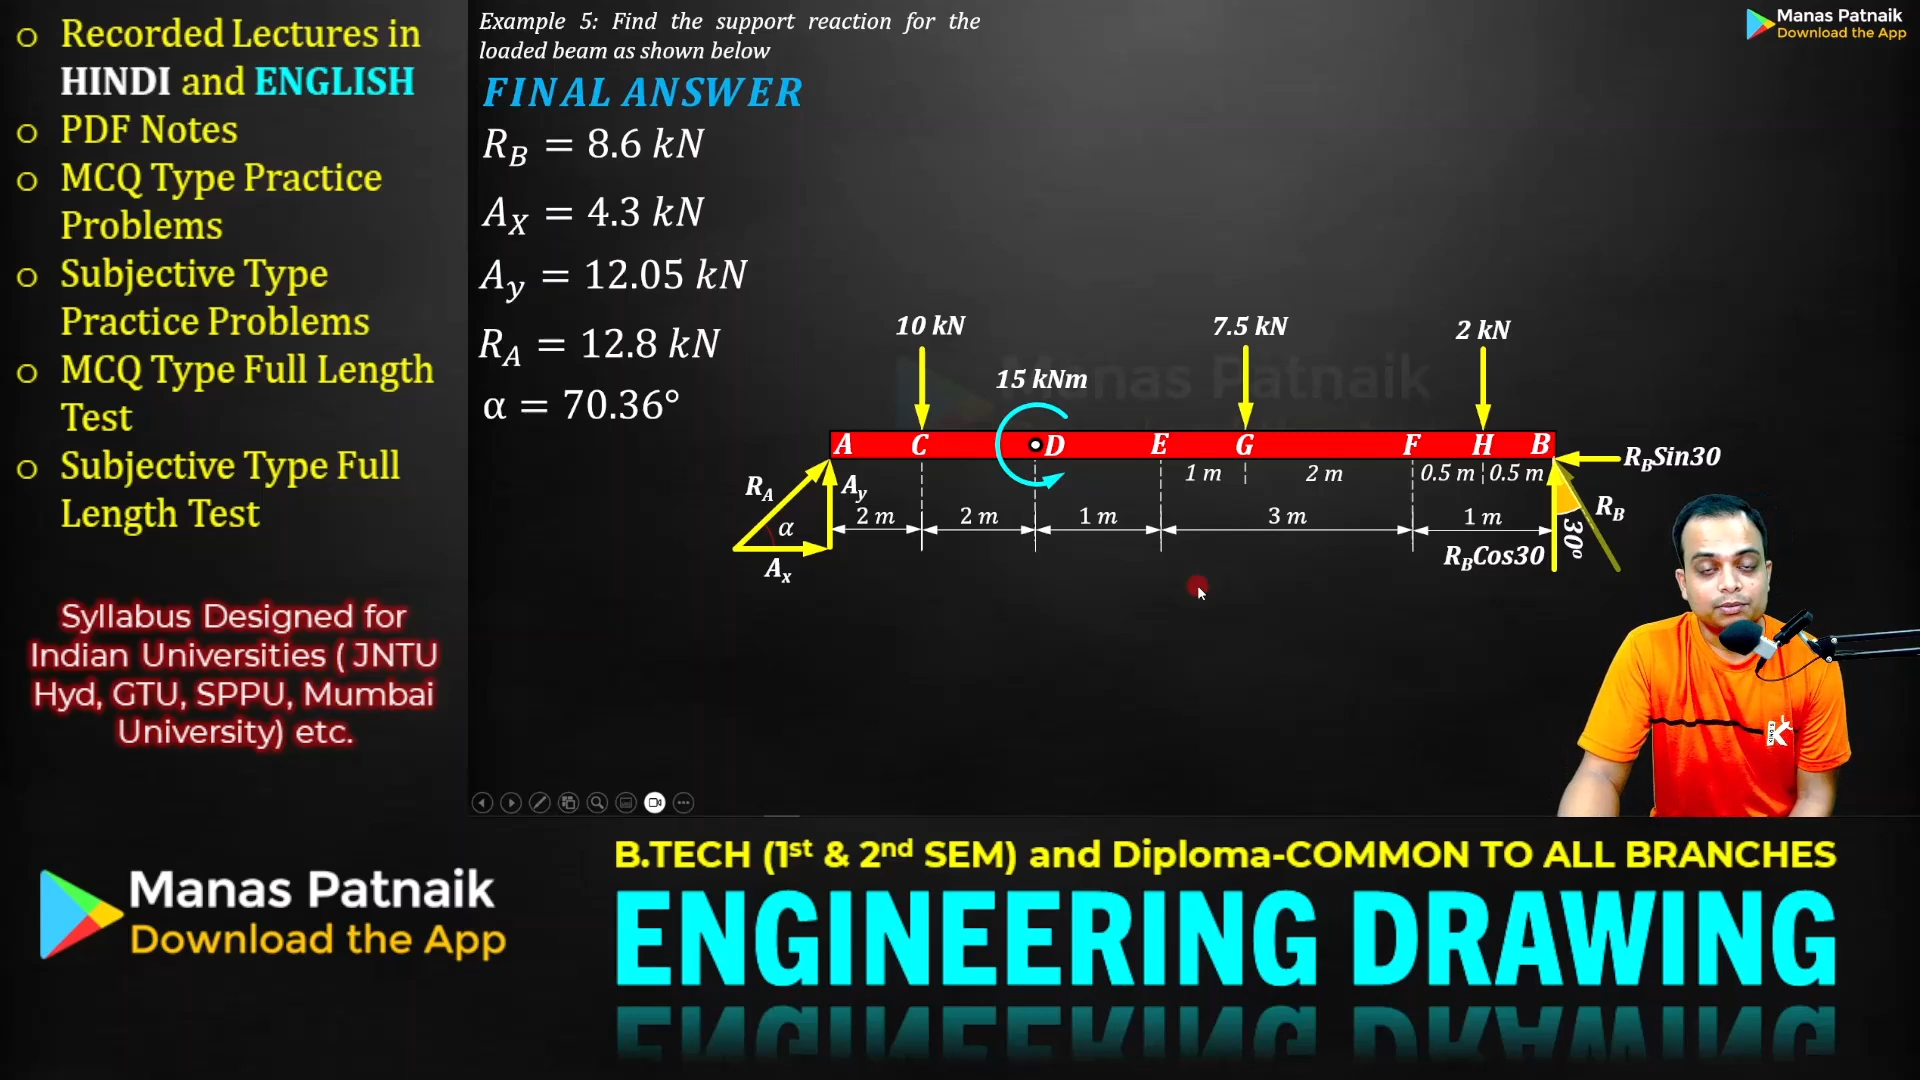 o Recorded Lectures in
HINDI and ENGLISH
o PDF Notes
o MCQ Type Practice
Problems
o Subjective Type
Practice Problems
o MCQ Type Full Length
Test
o Subjective Type Full
Length Test
Syllabus Designed for
Indian Universities ( JNTU
Hyd, GTU, SPPU, Mumbai
University) etc.
Example 5: Find the support reaction for the
loaded beam as shown below
FINAL ANSWER
R_B = 8.6 kN
A_X = 4.3 kN
A_y = 12.05 kN
R_A = 12.8 kN
α = 70.36°
Manas Patnaik
Download the App
10 kN 7.5 kN 2 kN
15 kNm
Manas Patnaik
A C D E G F H B
R_BSin30
1 m 2 m 0.5 m 0.5 m
R_A A_y
R_B
α 2 m 2 m 1 m 3 m 1 m
30°
A_x R_BCos30
Manas Patnaik
Download the App
B.TECH (1st & 2nd SEM) and Diploma-COMMON TO ALL BRANCHES
ENGINEERING DRAWING